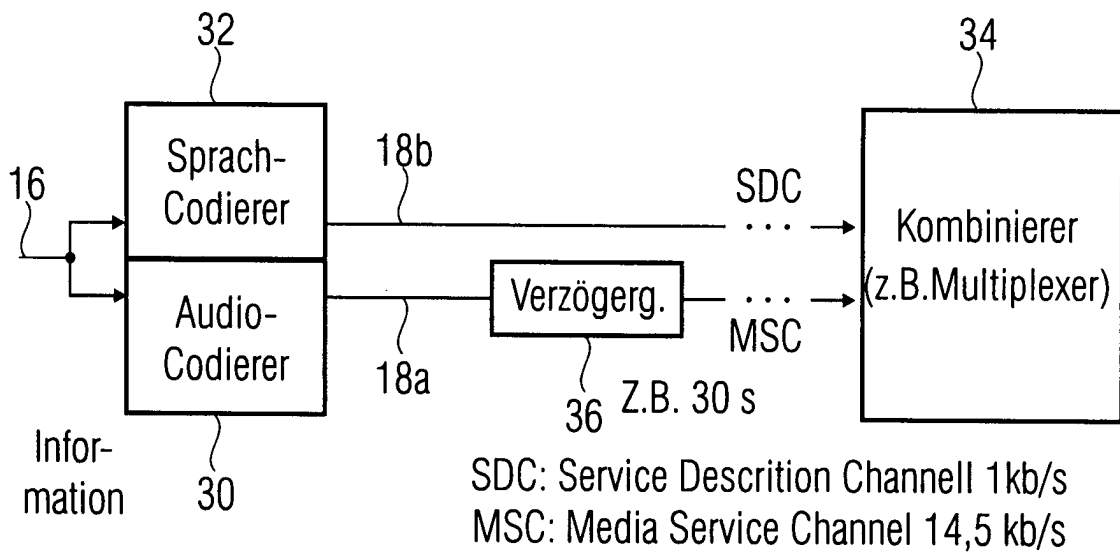 32
34
Sprach-
Codierer
16
18b
SDC
...
Kombinierer
(z.B.Multiplexer)
Audio-
Codierer
Verzögerg.
...
MSC
18a
36
Z.B. 30 s
Infor-
mation
30
SDC: Service Descrition Channell 1kb/s
MSC: Media Service Channel 14,5 kb/s